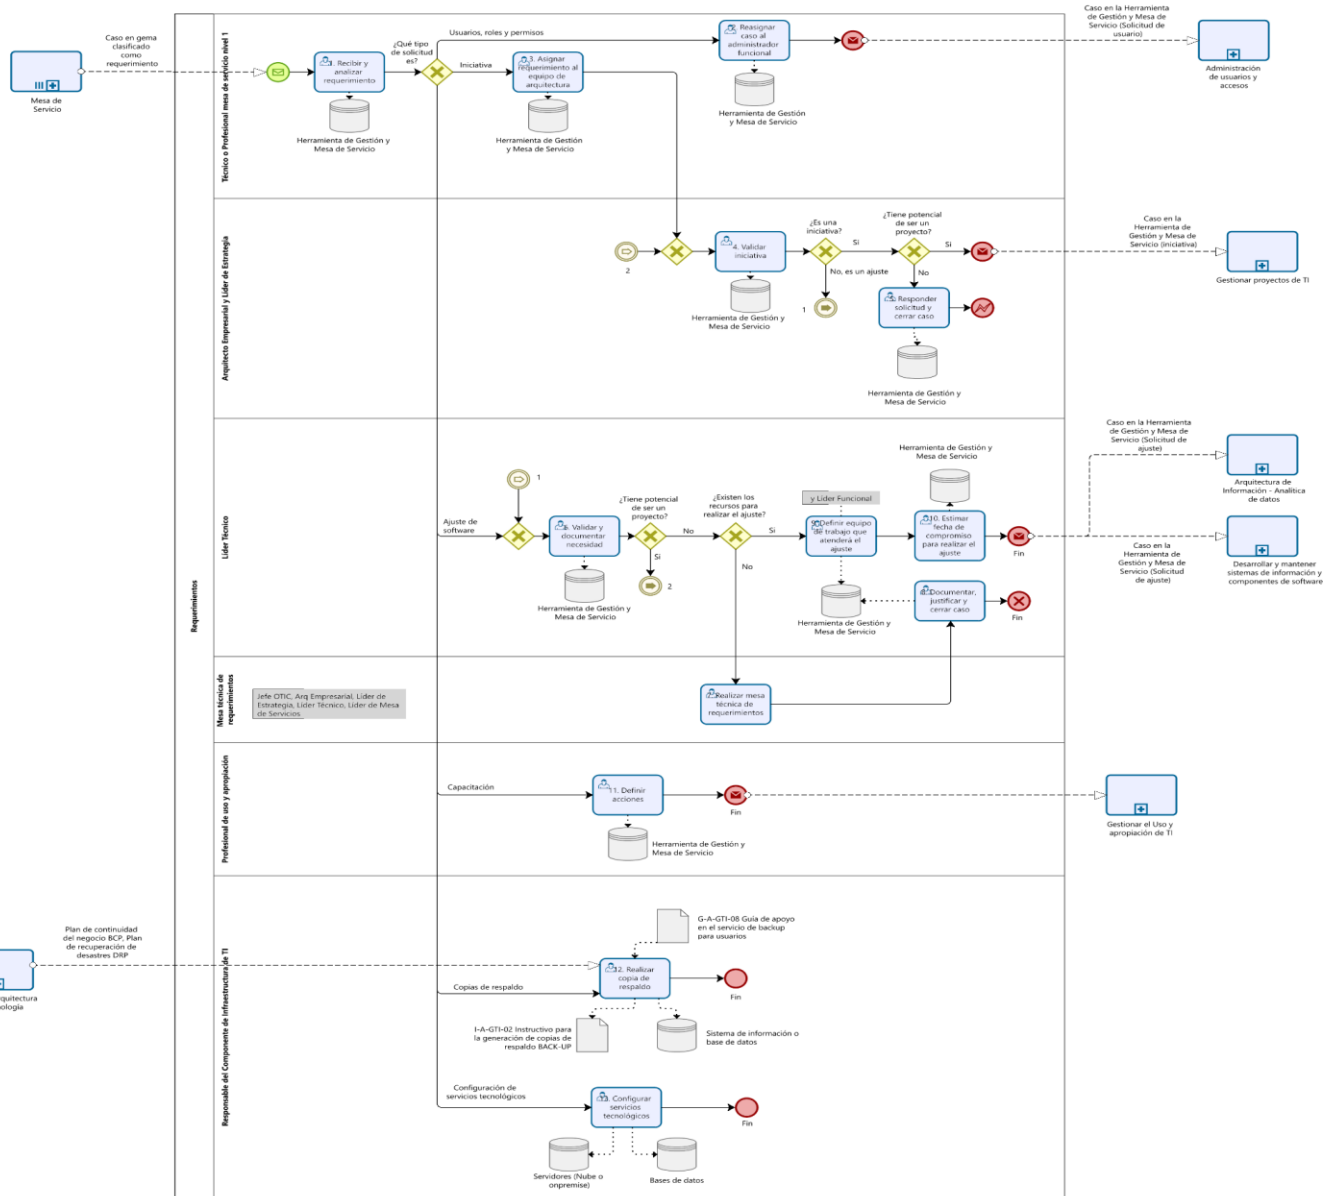 Caso en gema
clasificado
como
requerimiento
Mesa de
Servicio
Requerimientos
Técnico o Profesional mesa de servicio nivel 1
1. Recibir y
analizar
requerimiento
Herramienta de Gestión y
Mesa de Servicio
¿Qué tipo
de solicitud
es?
Usuarios, roles y permisos
Iniciativa
3. Asignar
requerimiento al
equipo de
arquitectura
Herramienta de Gestión
y Mesa de Servicio
Reasignar
caso al
administrador
funcional
Herramienta de Gestión
y Mesa de Servicio
Caso en la Herramienta
de Gestión y Mesa de
Servicio (Solicitud de
usuario)
Administración
de usuarios y
accesos
Arquitecto Empresarial y Líder de Estrategia
2
4. Validar
iniciativa
Herramienta de Gestión y
Mesa de Servicio
¿Es una
iniciativa?
Si
No, es un ajuste
1
¿Tiene potencial
de ser un
proyecto?
Si
No
Responder
solicitud y
cerrar caso
Herramienta de Gestión y
Mesa de Servicio
Caso en la
Herramienta de
Gestión y Mesa de
Servicio (iniciativa)
Gestionar proyectos de TI
Líder Técnico
Ajuste de
software
1
6. Validar y
documentar
necesidad
Herramienta de Gestión y
Mesa de Servicio
¿Tiene potencial
de ser un
proyecto?
No
Si
2
¿Existen los
recursos para
realizar el ajuste?
Si
No
y Líder Funcional
Definir equipo
de trabajo que
atenderá el
ajuste
Herramienta de Gestión y
Mesa de Servicio
Herramienta de Gestión y
Mesa de Servicio
10. Estimar
fecha de
compromiso
para realizar el
ajuste
Fin
Documentar,
justificar y
cerrar caso
Fin
Caso en la Herramienta
de Gestión y Mesa de
Servicio (Solicitud de
ajuste)
Arquitectura de
Información - Analítica
de datos
Caso en la
Herramienta de
Gestión y Mesa de
Servicio (Solicitud
de ajuste)
Desarrollar y mantener
sistemas de información y
componentes de software
Mesa técnica de
requerimientos
Jefe OTIC, Arq Empresarial, Líder de
Estrategia, Líder Técnico, Líder de Mesa
de Servicios
Realizar mesa
técnica de
requerimientos
Profesional de uso y apropiación
Capacitación
11. Definir
acciones
Herramienta de Gestión y
Mesa de Servicio
Fin
Gestionar el Uso y
apropiación de TI
Responsable del Componente de Infraestructura de TI
Plan de continuidad
del negocio BCP, Plan
de recuperación de
desastres DRP
G-A-GTI-08 Guía de apoyo
en el servicio de backup
para usuarios
12. Realizar
copia de
respaldo
Fin
Copias de respaldo
I-A-GTI-02 Instructivo para
la generación de copias de
respaldo BACK-UP
Sistema de información o
base de datos
Configuración de
servicios tecnológicos
Configurar
servicios
tecnológicos
Fin
Servidores (Nube o
onpremise)
Bases de datos